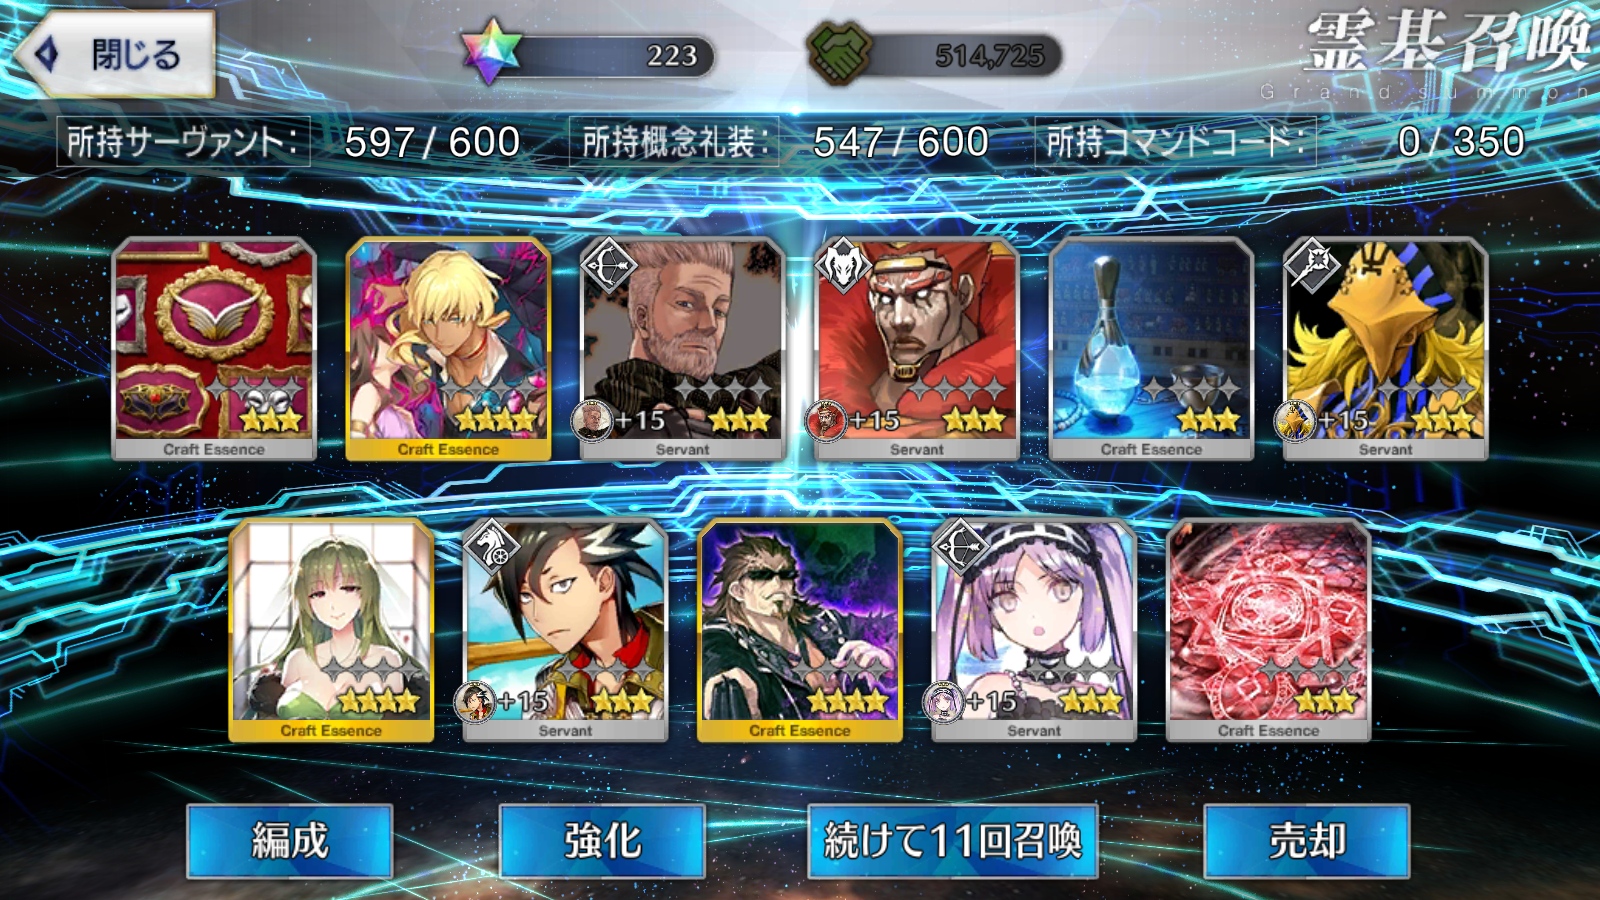 閉じる
223
514,725
霊基召喚
Grand summon
所持サーヴァント: 597 / 600
所持概念礼装: 547 / 600
所持コマンドコード: 0 / 350
+15
+15
+15
Craft Essence
Craft Essence
Servant
Servant
Craft Essence
Servant
+15
+15
Craft Essence
Servant
Craft Essence
Servant
Craft Essence
編成
強化
続けて11回召喚
売却